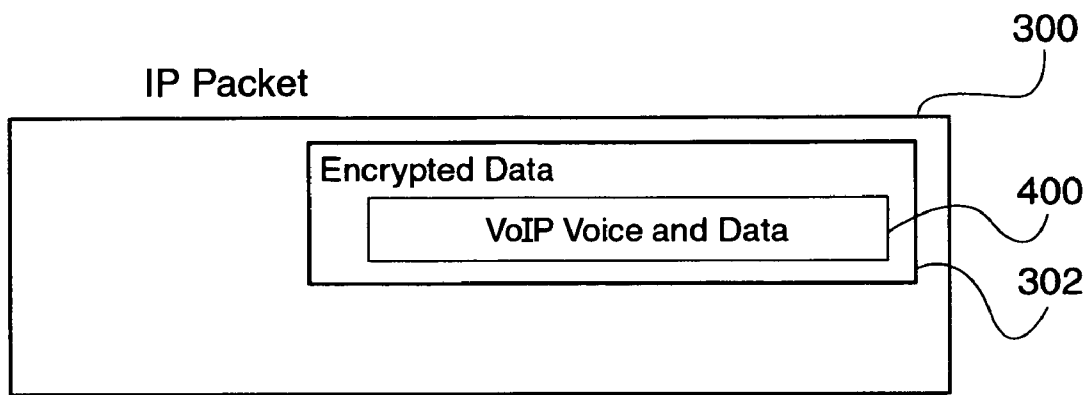 300
IP Packet
Encrypted Data
400
VoIP Voice and Data
302